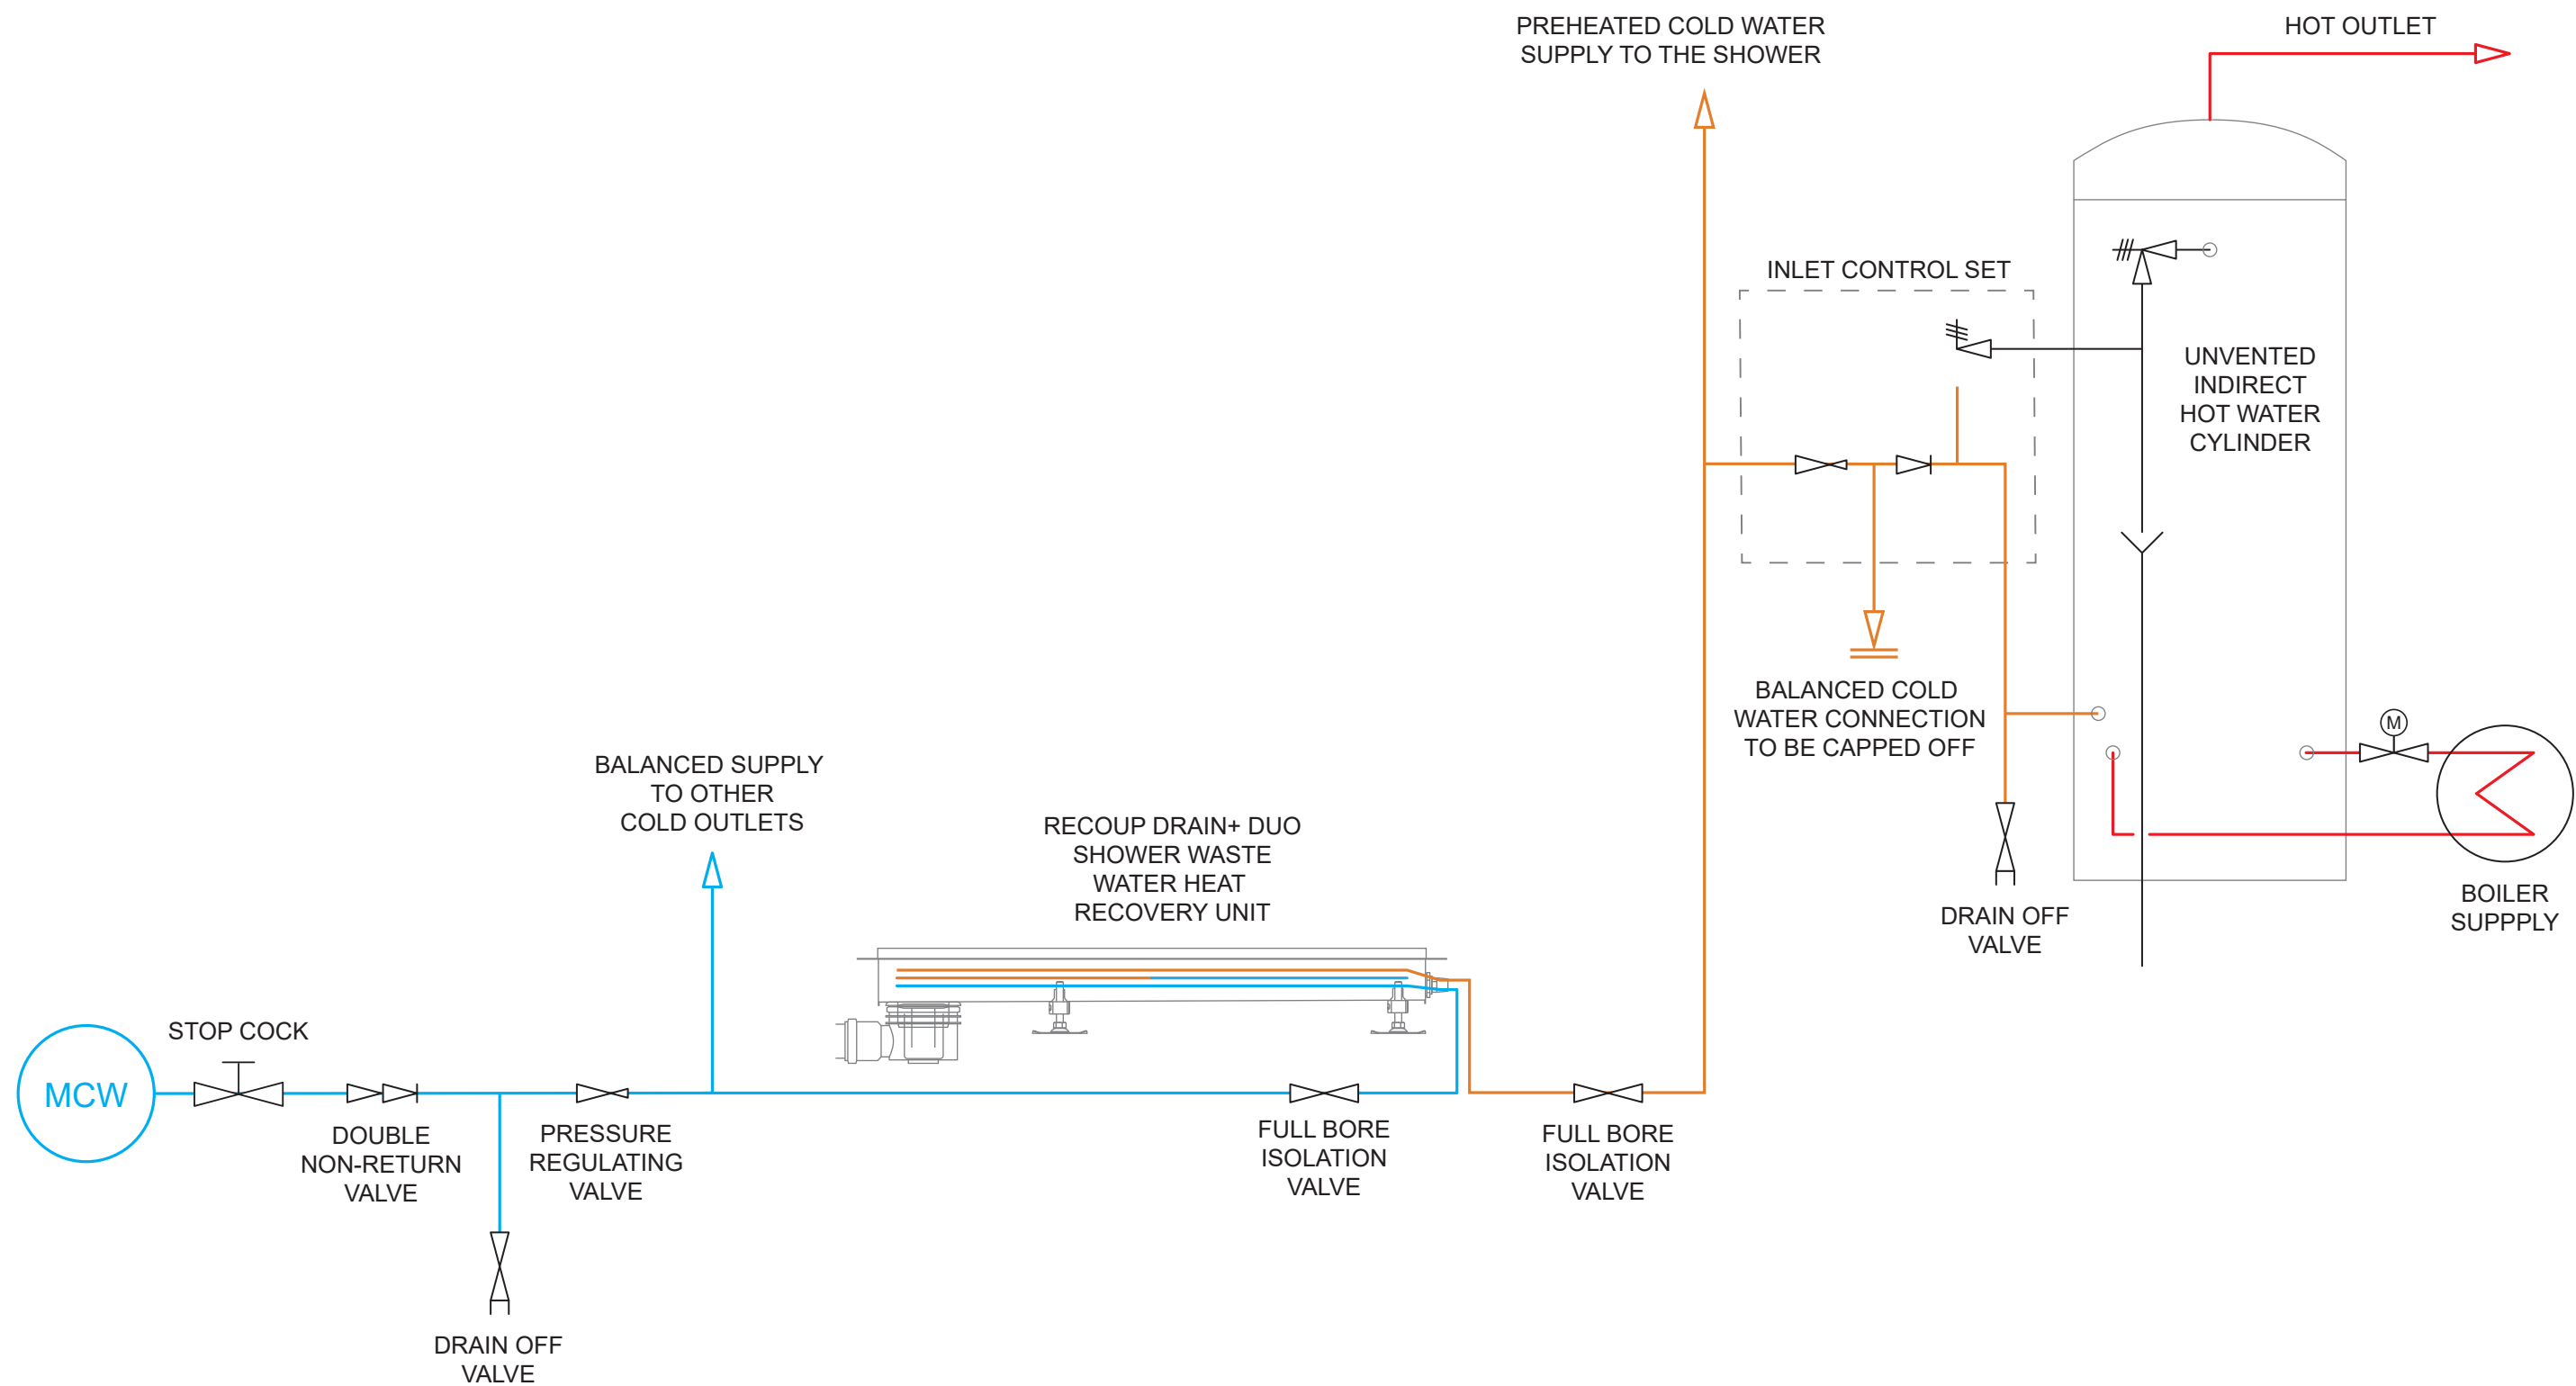 PREHEATED COLD WATER
SUPPLY TO THE SHOWER
HOT OUTLET
INLET CONTROL SET
UNVENTED
INDIRECT
HOT WATER
CYLINDER
BALANCED COLD
WATER CONNECTION
TO BE CAPPED OFF
M
BALANCED SUPPLY
TO OTHER
COLD OUTLETS
RECOUP DRAIN+ DUO
SHOWER WASTE
WATER HEAT
RECOVERY UNIT
DRAIN OFF
VALVE
BOILER
SUPPPLY
STOP COCK
MCW
DOUBLE
NON-RETURN
VALVE
PRESSURE
REGULATING
VALVE
FULL BORE
ISOLATION
VALVE
FULL BORE
ISOLATION
VALVE
DRAIN OFF
VALVE